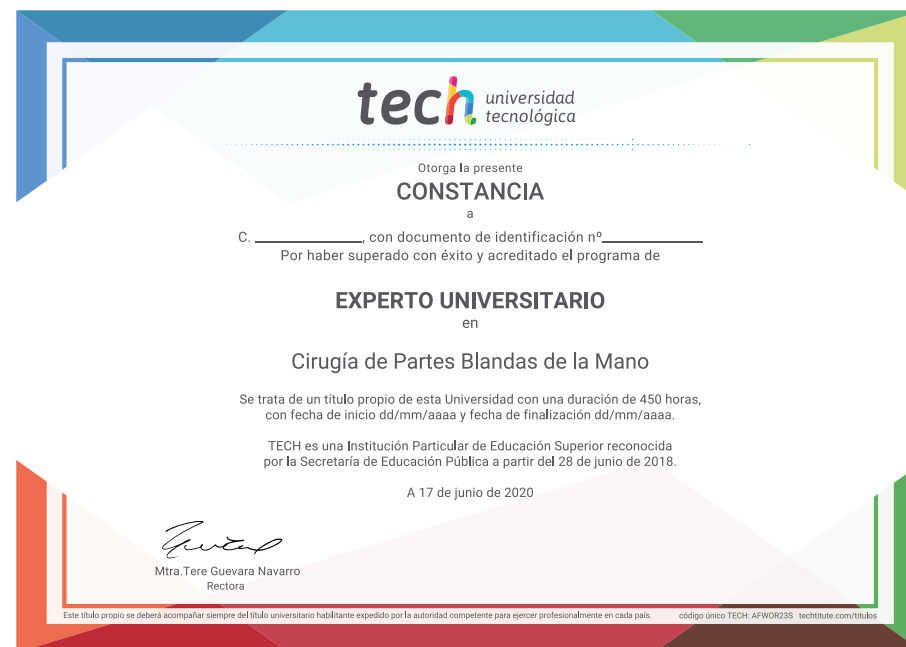 tech universidad
tecnológica
Otorga la presente
CONSTANCIA
a
C. ____________, con documento de identificación nº____________
Por haber superado con éxito y acreditado el programa de
EXPERTO UNIVERSITARIO
en
Cirugía de Partes Blandas de la Mano
Se trata de un título propio de esta Universidad con una duración de 450 horas,
con fecha de inicio dd/mm/aaaa y fecha de finalización dd/mm/aaaa.
TECH es una Institución Particular de Educación Superior reconocida
por la Secretaría de Educación Pública a partir del 28 de junio de 2018.
A 17 de junio de 2020
Mtra.Tere Guevara Navarro
Rectora
Este título propio se deberá acompañar siempre del título universitario habilitante expedido por la autoridad competente para ejercer profesionalmente en cada país. código único TECH: AFWOR23S techtitute.com/titulos